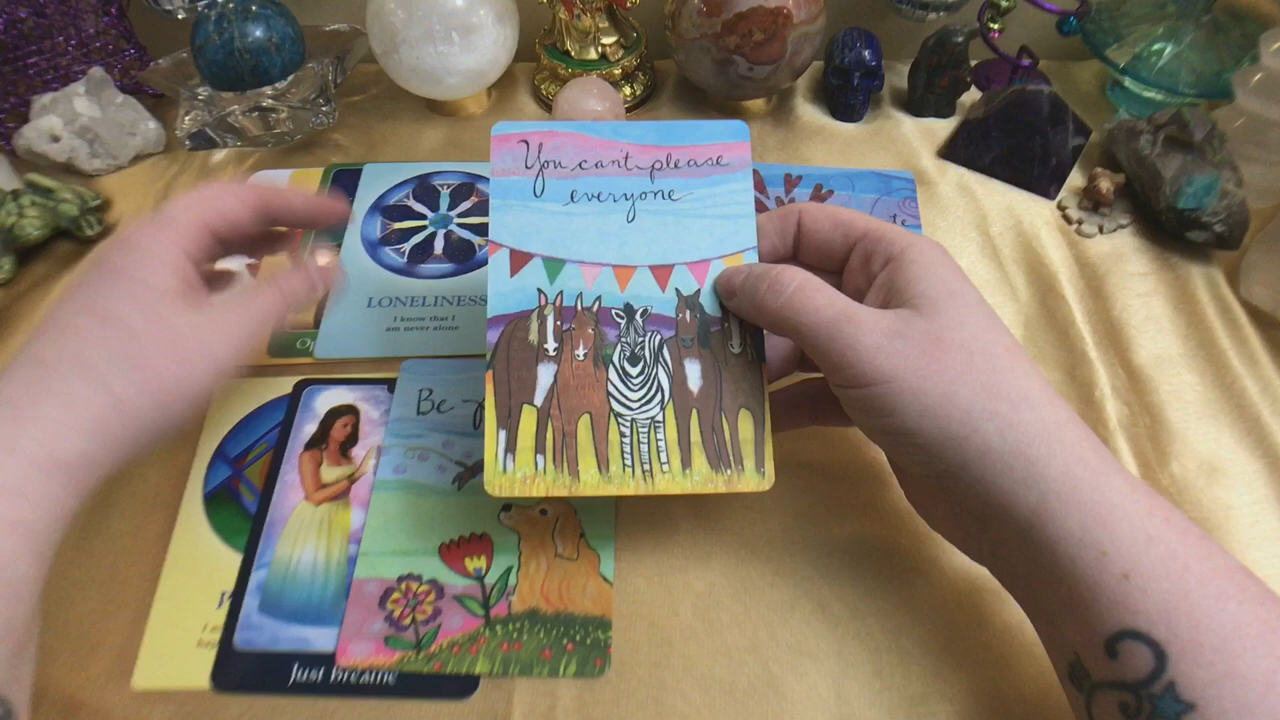 You can't please
everyone
LONELINESS
I know that I
am never alone
Be
Just breathe